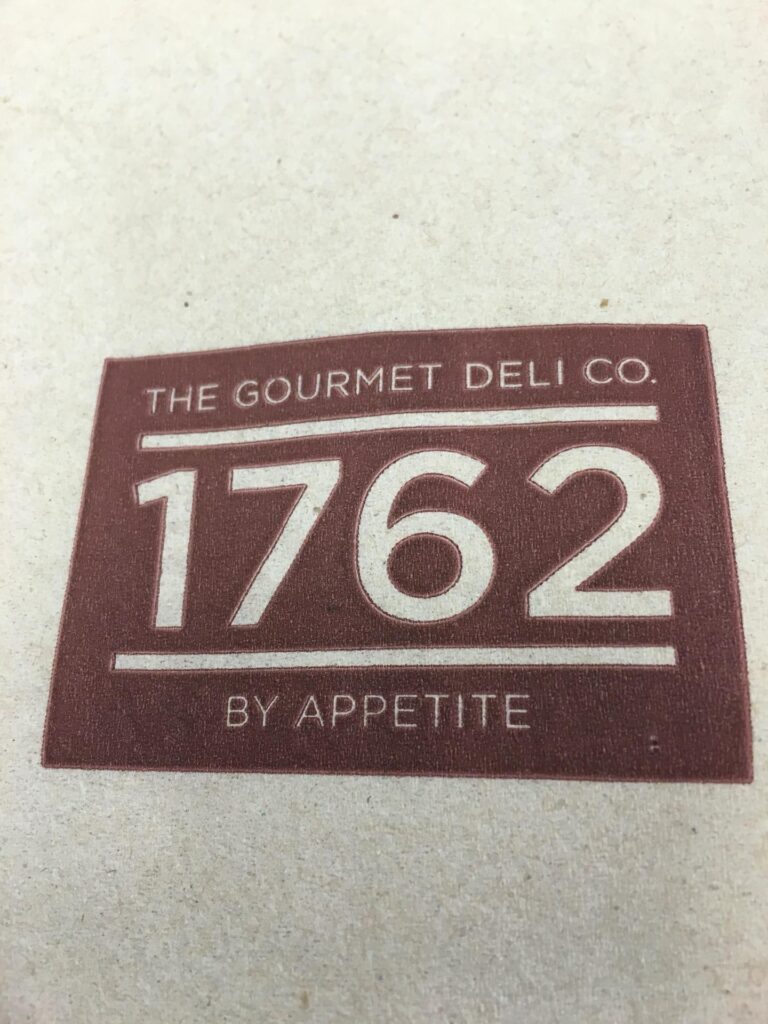 THE GOURMET DELI CO.
1762
BY APPETITE